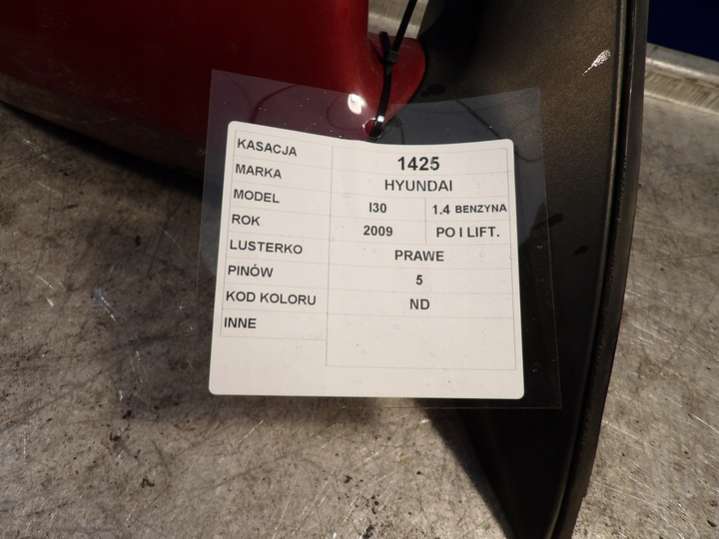 KASACJA 1425
MARKA HYUNDAI
MODEL I30 1.4 BENZYNA
ROK 2009 PO I LIFT.
LUSTERKO PRAWE
PINÓW 5
KOD KOLORU ND
INNE